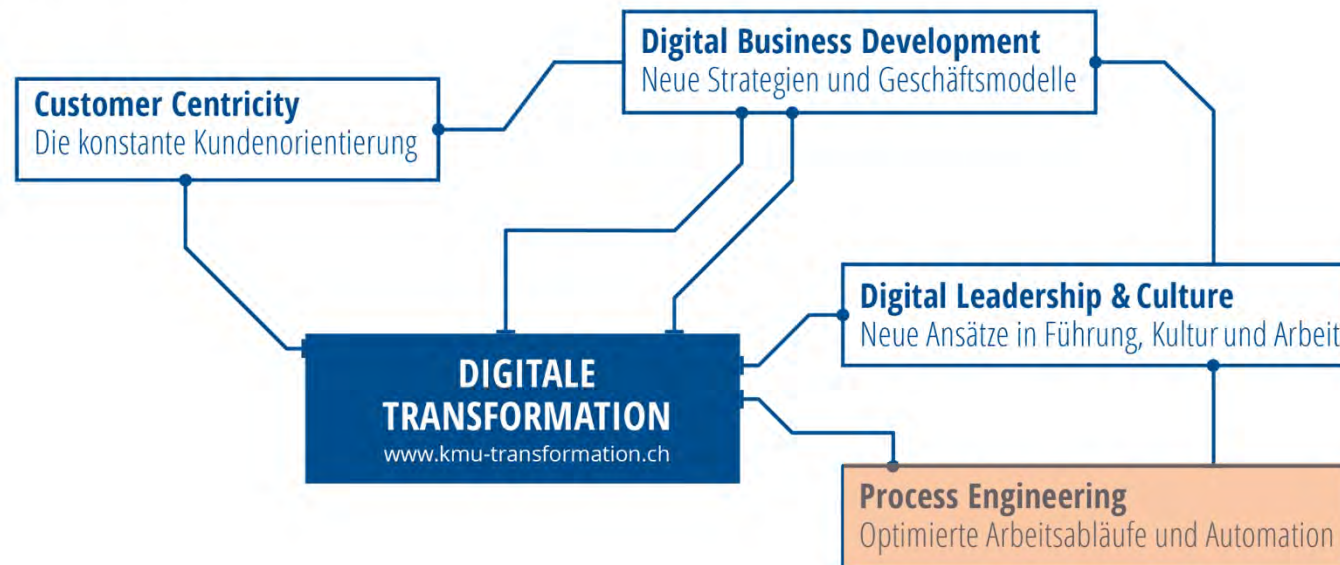 Digital Business Development
Neue Strategien und Geschäftsmodelle
Customer Centricity
Die konstante Kundenorientierung
Digital Leadership & Culture
Neue Ansätze in Führung, Kultur und Arbeit
DIGITALE
TRANSFORMATION
www.kmu-transformation.ch
Process Engineering
Optimierte Arbeitsabläufe und Automation